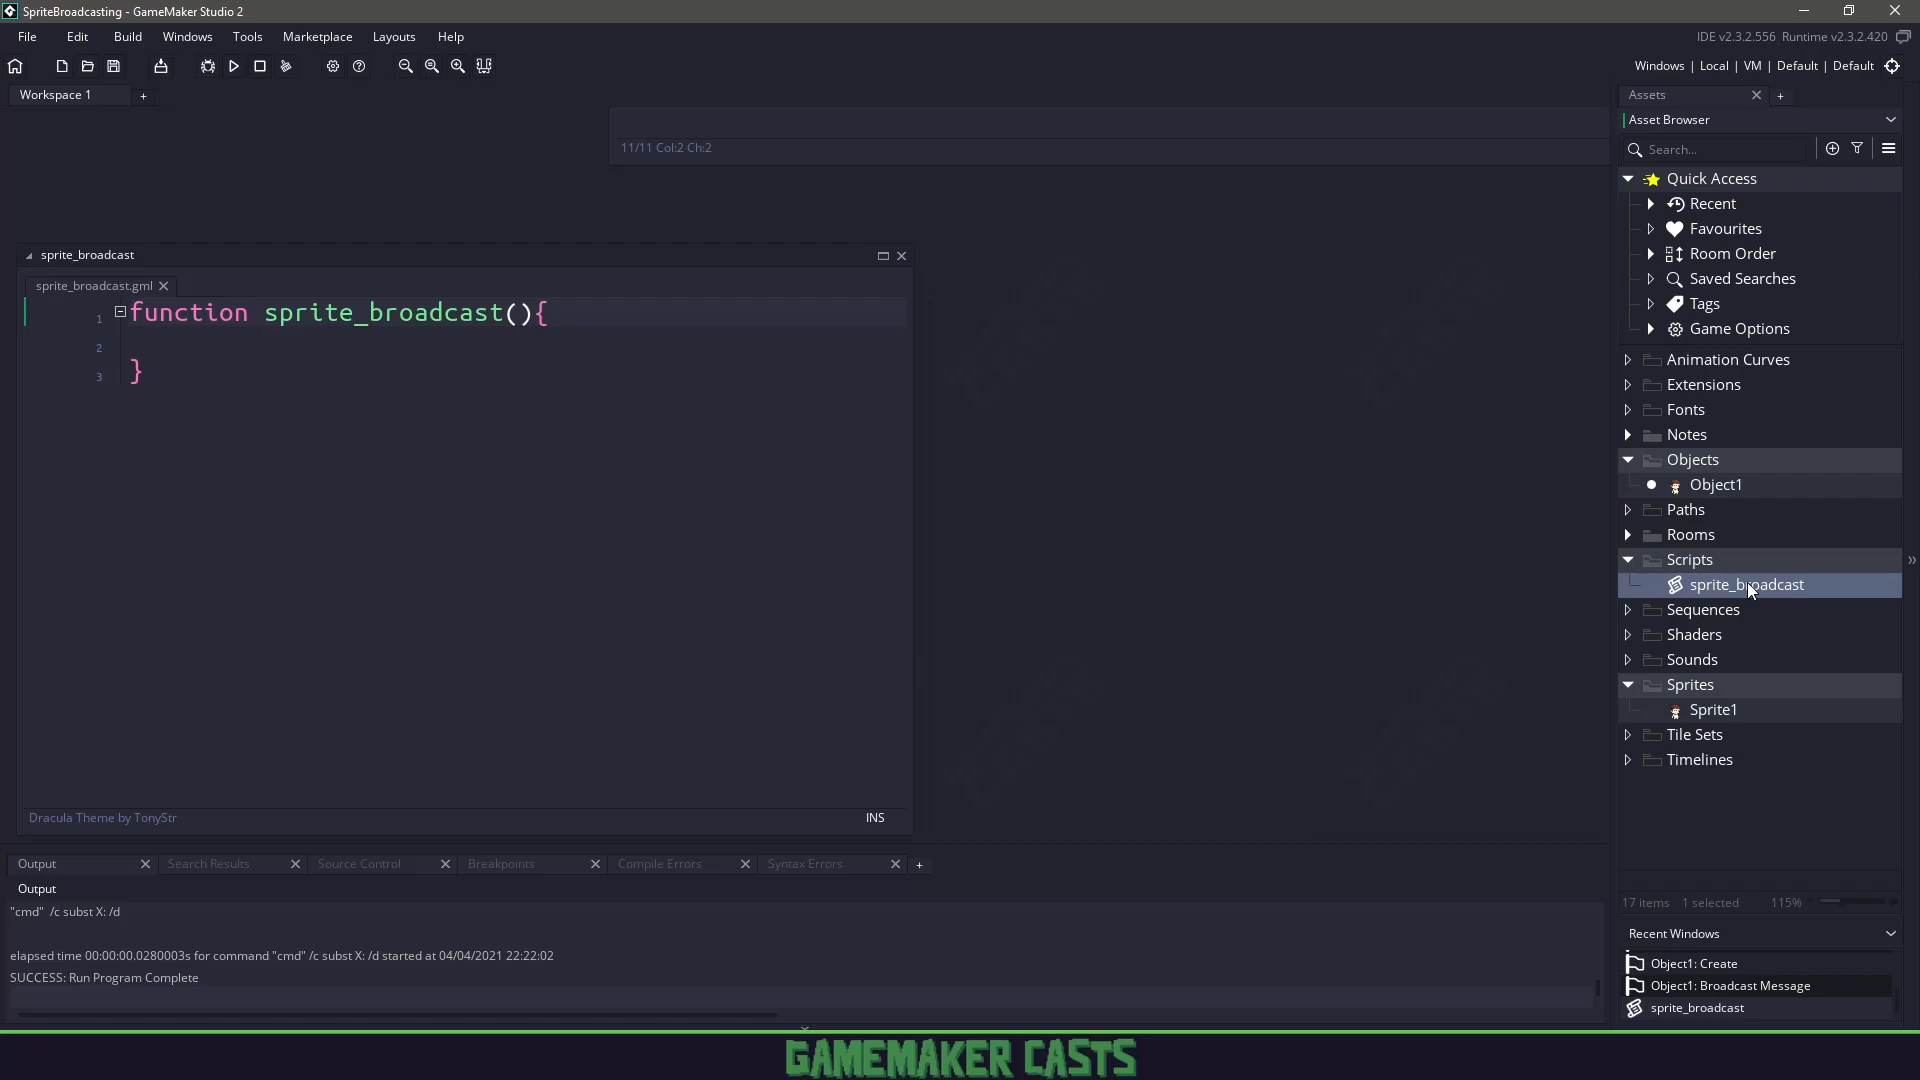 SpriteBroadcasting - GameMaker Studio 2
File Edit Build Windows Tools Marketplace Layouts Help
IDE v2.3.2.556 Runtime v2.3.2.420
Windows | Local | VM | Default | Default
Workspace 1
Assets
Asset Browser
11/11 Col:2 Ch:2
Search...
Quick Access
Recent
Favourites
Room Order
Saved Searches
Tags
Game Options
Animation Curves
Extensions
Fonts
Notes
Objects
Object1
Paths
Rooms
Scripts
sprite_broadcast
Sequences
Shaders
Sounds
Sprites
Sprite1
Tile Sets
Timelines
17 items 1 selected 115%
Recent Windows
Object1: Create
Object1: Broadcast Message
sprite_broadcast
sprite_broadcast
sprite_broadcast.gml
1 function sprite_broadcast(){
2
3 }
Dracula Theme by TonyStr
INS
Output Search Results Source Control Breakpoints Compile Errors Syntax Errors
Output
"cmd" /c subst X: /d
elapsed time 00:00:00.0280003s for command "cmd" /c subst X: /d started at 04/04/2021 22:22:02
SUCCESS: Run Program Complete
GAMEMAKER CASTS